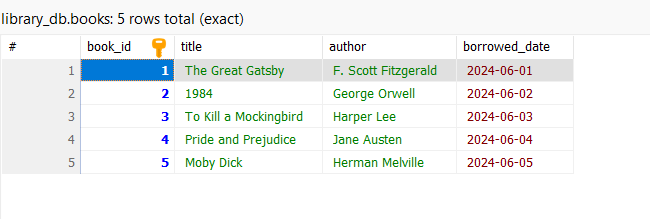 library_db.books: 5 rows total (exact)
# book_id title author borrowed_date
1 1 The Great Gatsby F. Scott Fitzgerald 2024-06-01
2 2 1984 George Orwell 2024-06-02
3 3 To Kill a Mockingbird Harper Lee 2024-06-03
4 4 Pride and Prejudice Jane Austen 2024-06-04
5 5 Moby Dick Herman Melville 2024-06-05